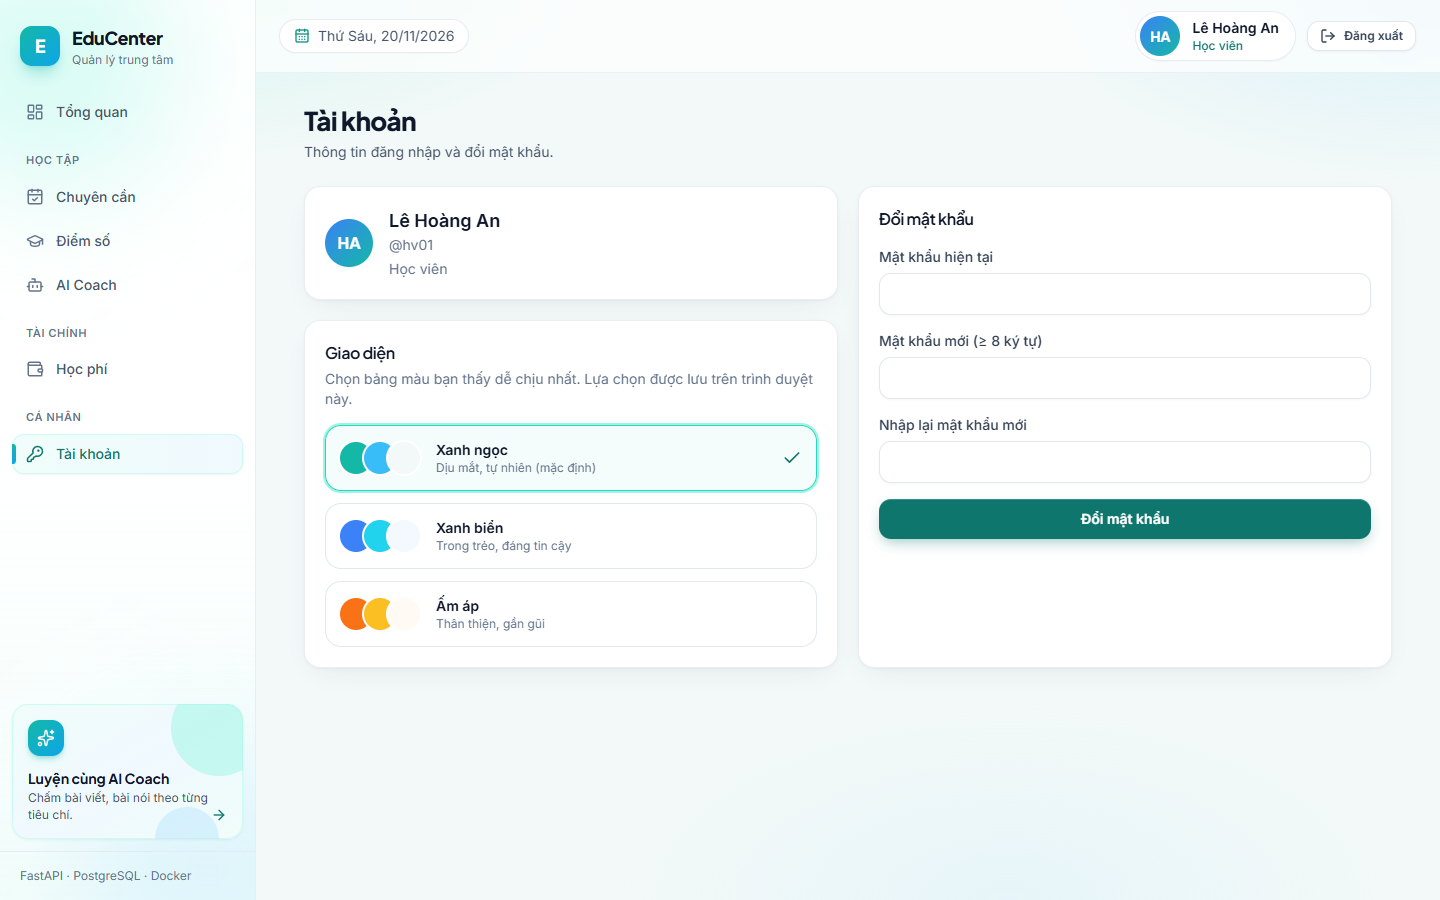 E
EduCenter
Quản lý trung tâm
Tổng quan
HỌC TẬP
Chuyên cần
Điểm số
AI Coach
TÀI CHÍNH
Học phí
CÁ NHÂN
Tài khoản
Luyện cùng AI Coach
Chấm bài viết, bài nói theo từng
tiêu chí.
FastAPI · PostgreSQL · Docker
Thứ Sáu, 20/11/2026
HA
Lê Hoàng An
Học viên
Đăng xuất
Tài khoản
Thông tin đăng nhập và đổi mật khẩu.
HA
Lê Hoàng An
@hv01
Học viên
Giao diện
Chọn bảng màu bạn thấy dễ chịu nhất. Lựa chọn được lưu trên trình duyệt
này.
Xanh ngọc
Dịu mắt, tự nhiên (mặc định)
Xanh biển
Trong trẻo, đáng tin cậy
Ấm áp
Thân thiện, gần gũi
Đổi mật khẩu
Mật khẩu hiện tại
Mật khẩu mới (≥ 8 ký tự)
Nhập lại mật khẩu mới
Đổi mật khẩu